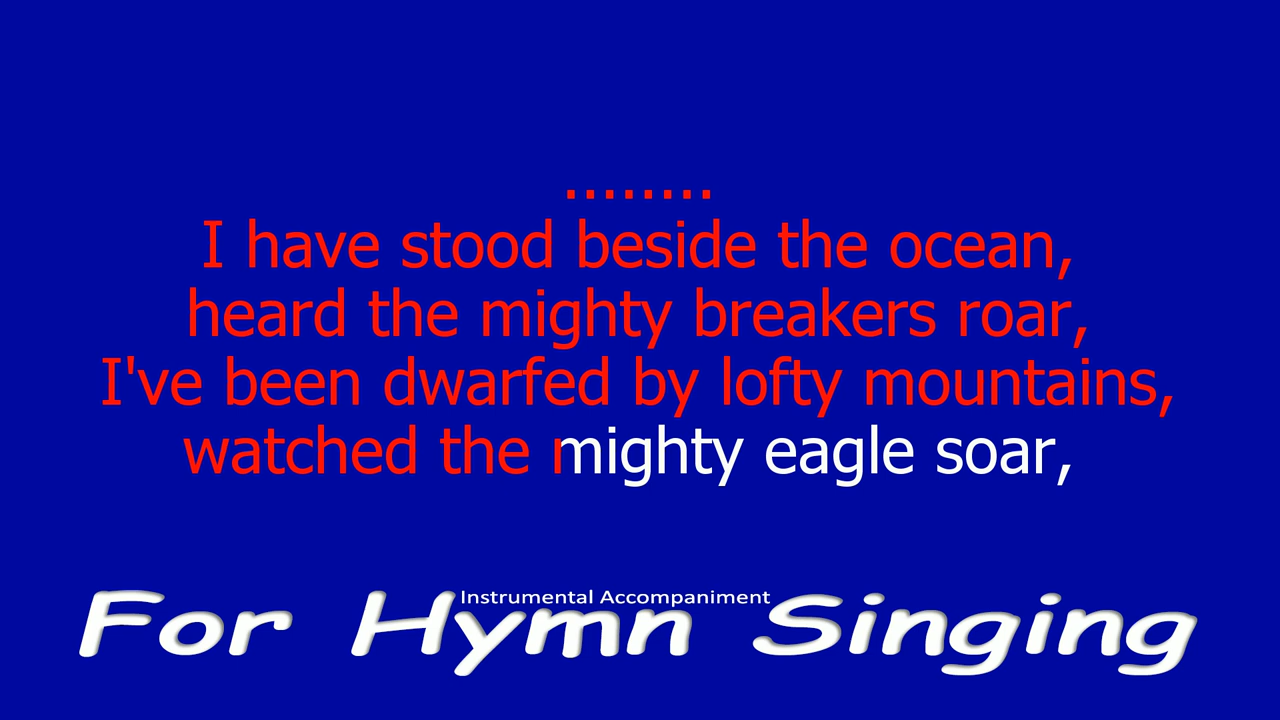 ........
I have stood beside the ocean,
heard the mighty breakers roar,
I've been dwarfed by lofty mountains,
watched the mighty eagle soar,
Instrumental Accompaniment
For Hymn Singing